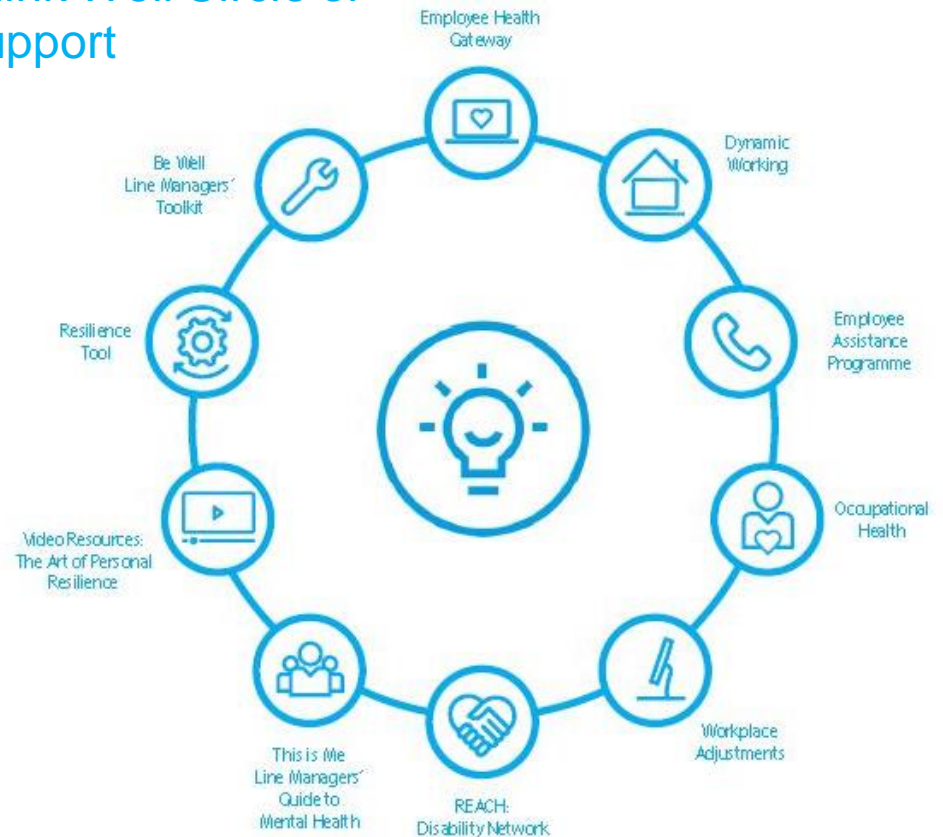 Circle of
upport
Employee Health
Gateway
Dynamic
Working
Employee
Assistance
Programme
Occupational
Health
Workplace
Adjustments
REACH:
Disability Network
This is Me
Line Managers'
Guide to
Mental Health
Video Resources:
The Art of Personal
Resilience
Resilience
Tool
Be Well
Line Managers'
Toolkit